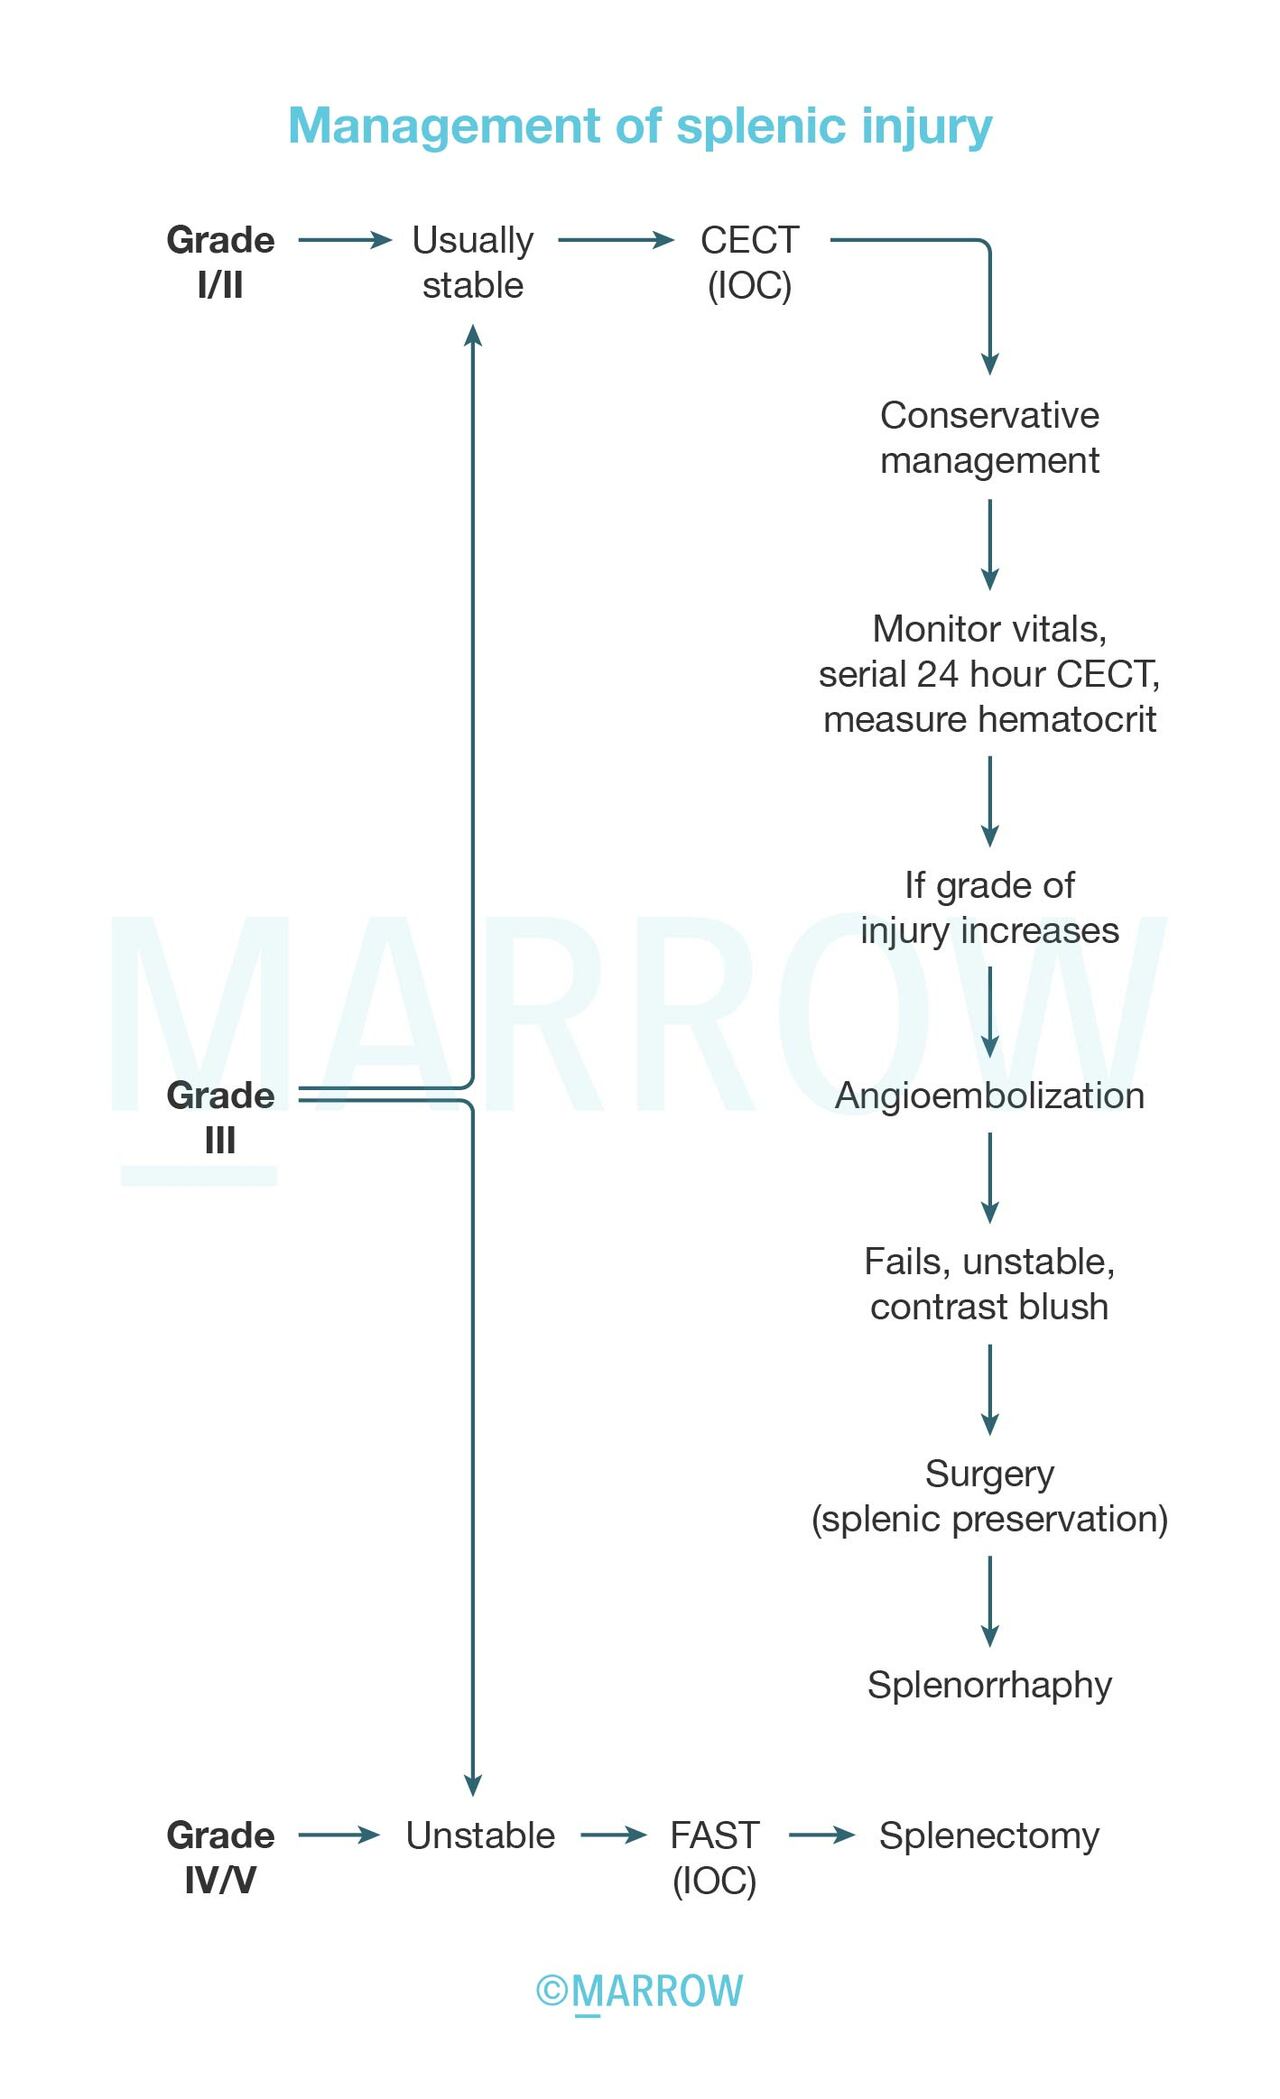 Management of splenic injury
Grade
I/II
Usually
stable
CECT
(IOC)
Conservative
management
Monitor vitals,
serial 24 hour CECT,
measure hematocrit
If grade of
injury increases
MARROW
Grade
III
Angioembolization
Fails, unstable,
contrast blush
Surgery
(splenic preservation)
Splenorrhaphy
Grade
IV/V
Unstable
FAST
(IOC)
Splenectomy
©MARROW